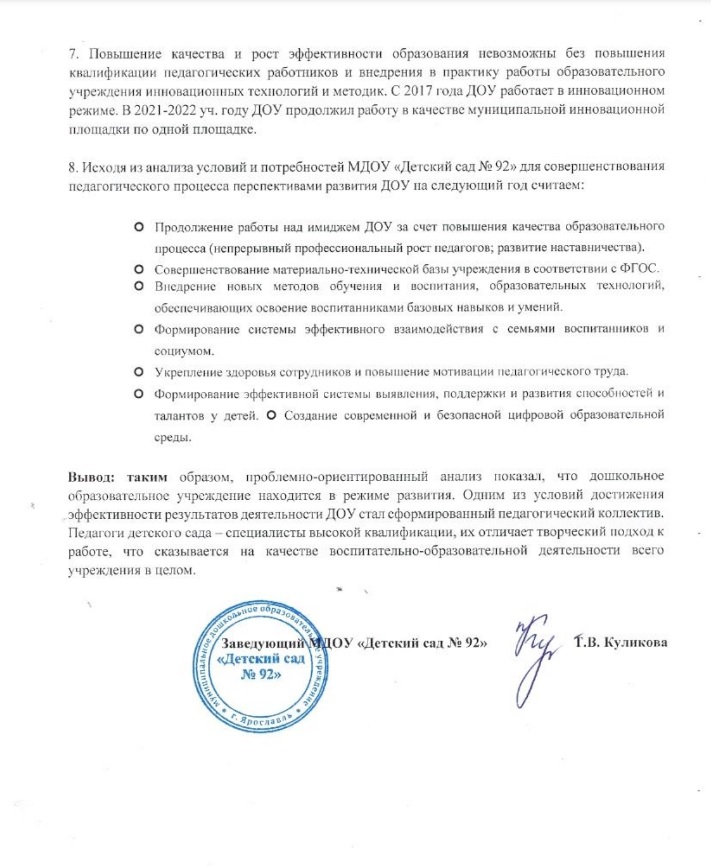 7. Повышение качества и рост эффективности образования невозможны без повышения
квалификации педагогических работников и внедрения в практику работы образовательного
учреждения инновационных технологий и методик. С 2017 года ДОУ работает в инновационном
режиме. В 2021-2022 уч. году ДОУ продолжил работу в качестве муниципальной инновационной
площадки по одной площадке.
8. Исходя из анализа условий и потребностей МДОУ «Детский сад № 92» для совершенствования
педагогического процесса перспективами развития ДОУ на следующий год считаем:
Продолжение работы над имиджем ДОУ за счет повышения качества образовательного
процесса (непрерывный профессиональный рост педагогов; развитие наставничества).
Совершенствование материально-технической базы учреждения в соответствии с ФГОС.
Внедрение новых методов обучения и воспитания, образовательных технологий,
обеспечивающих освоение воспитанниками базовых навыков и умений.
Формирование системы эффективного взаимодействия с семьями воспитанников и
социумом.
Укрепление здоровья сотрудников и повышение мотивации педагогического труда.
Формирование эффективной системы выявления, поддержки и развития способностей и
талантов у детей. Создание современной и безопасной цифровой образовательной
среды.
Вывод: таким образом, проблемно-ориентированный анализ показал, что дошкольное
образовательное учреждение находится в режиме развития. Одним из условий достижения
эффективности результатов деятельности ДОУ стал сформированный педагогический коллектив.
Педагоги детского сада – специалисты высокой квалификации, их отличает творческий подход к
работе, что сказывается на качестве воспитательно-образовательной деятельности всего
учреждения в целом.
Заведующий МДОУ «Детский сад № 92» Т.В. Куликова
Муниципальное дошкольное образовательное учреждение
«Детский сад
№ 92»
г. Ярославль